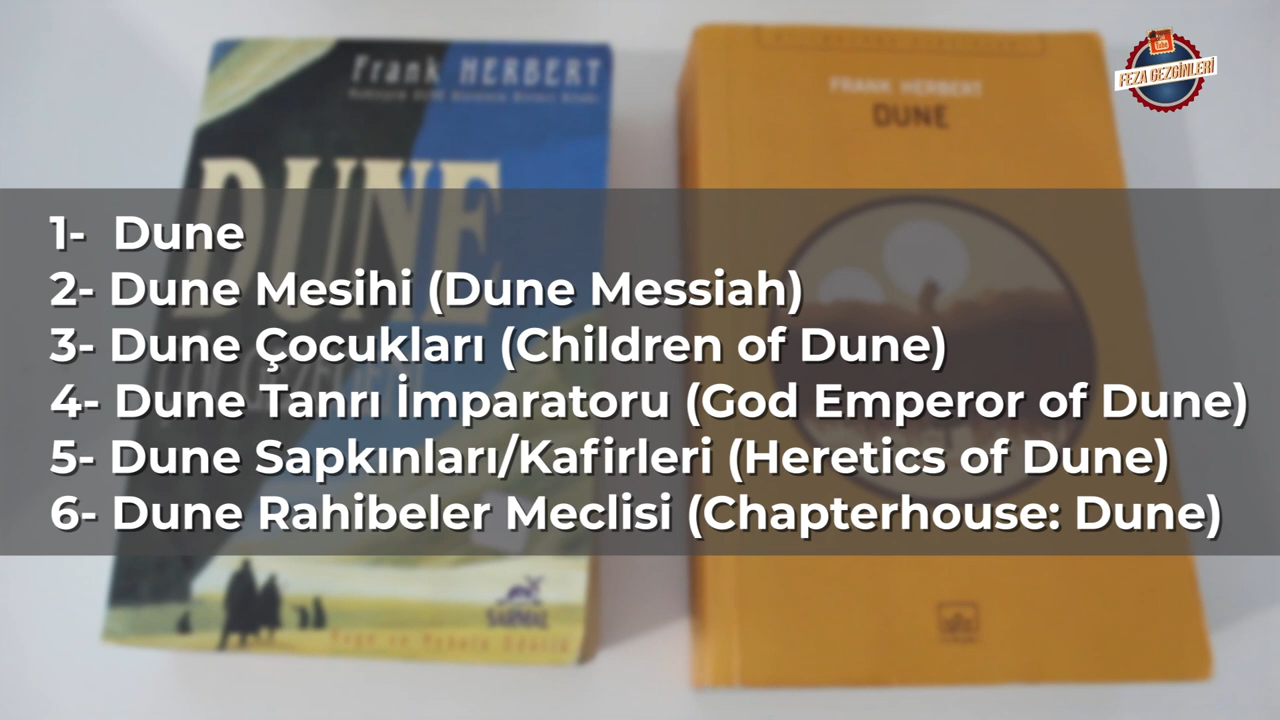 Frank HERBERT
DUNE
FRANK HERBERT
DUNE
FEZA GEZGİNLERİ
1- Dune
2- Dune Mesihi (Dune Messiah)
3- Dune Çocukları (Children of Dune)
4- Dune Tanrı İmparatoru (God Emperor of Dune)
5- Dune Sapkınları/Kafirleri (Heretics of Dune)
6- Dune Rahibeler Meclisi (Chapterhouse: Dune)
SARMAL